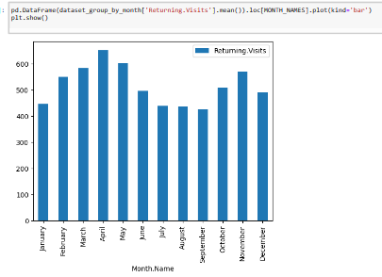 pd.DataFrame(dataset_group_by_month['Returning.Visits'].mean()).loc[MONTH_NAMES].plot(kind='bar')
plt.show()
Returning.Visits
600
500
400
300
200
100
0
January
February
March
April
May
June
July
August
September
October
November
December
Month.Name